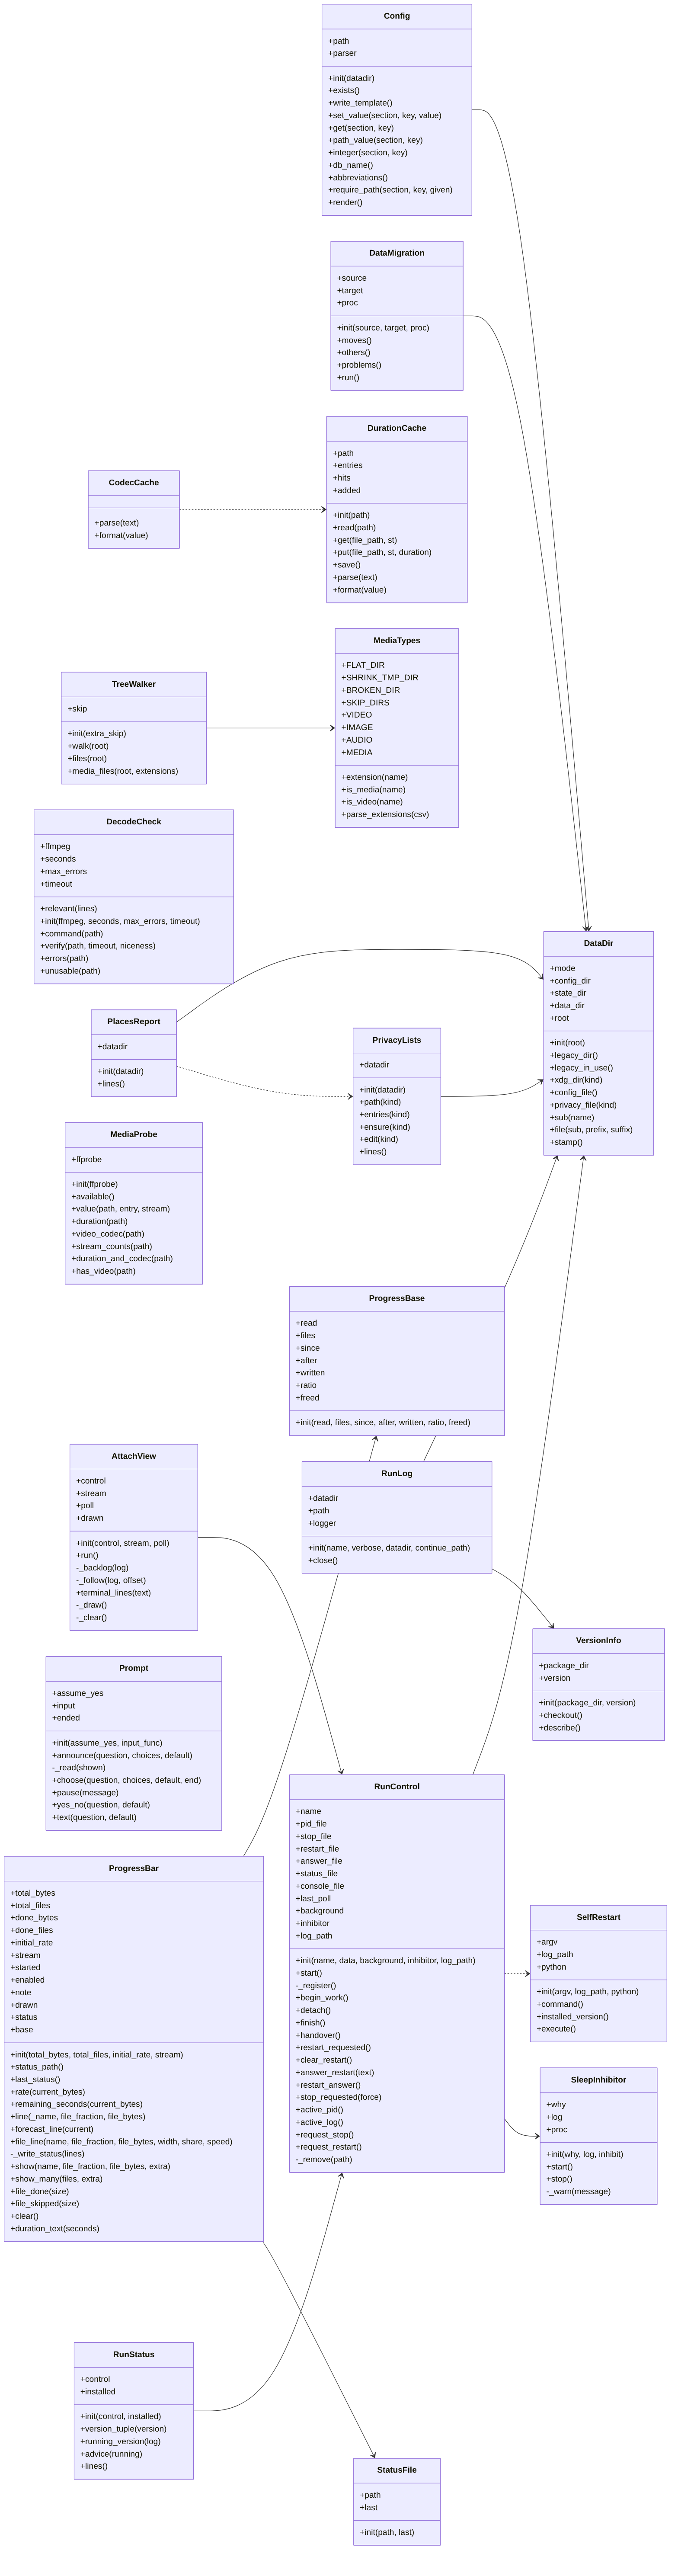 Config
+path
+parser
+init(datadir)
+exists()
+write_template()
+set_value(section, key, value)
+get(section, key)
+path_value(section, key)
+integer(section, key)
+db_name()
+abbreviations()
+require_path(section, key, given)
+render()
DataMigration
+source
+target
+proc
+init(source, target, proc)
+moves()
+others()
+problems()
+run()
DurationCache
+path
+entries
+hits
+added
+init(path)
+read(path)
+get(file_path, st)
+put(file_path, st, duration)
+save()
+parse(text)
+format(value)
CodecCache
+parse(text)
+format(value)
MediaTypes
+FLAT_DIR
+SHRINK_TMP_DIR
+BROKEN_DIR
+SKIP_DIRS
+VIDEO
+IMAGE
+AUDIO
+MEDIA
+extension(name)
+is_media(name)
+is_video(name)
+parse_extensions(csv)
TreeWalker
+skip
+init(extra_skip)
+walk(root)
+files(root)
+media_files(root, extensions)
DecodeCheck
+ffmpeg
+seconds
+max_errors
+timeout
+relevant(lines)
+init(ffmpeg, seconds, max_errors, timeout)
+command(path)
+verify(path, timeout, niceness)
+errors(path)
+unusable(path)
DataDir
+mode
+config_dir
+state_dir
+data_dir
+root
+init(root)
+legacy_dir()
+legacy_in_use()
+xdg_dir(kind)
+config_file()
+privacy_file(kind)
+sub(name)
+file(sub, prefix, suffix)
+stamp()
PlacesReport
+datadir
+init(datadir)
+lines()
PrivacyLists
+datadir
+init(datadir)
+path(kind)
+entries(kind)
+ensure(kind)
+edit(kind)
+lines()
MediaProbe
+ffprobe
+init(ffprobe)
+available()
+value(path, entry, stream)
+duration(path)
+video_codec(path)
+stream_counts(path)
+duration_and_codec(path)
+has_video(path)
ProgressBase
+read
+files
+since
+after
+written
+ratio
+freed
+init(read, files, since, after, written, ratio, freed)
AttachView
+control
+stream
+poll
+drawn
+init(control, stream, poll)
+run()
-_backlog(log)
-_follow(log, offset)
+terminal_lines(text)
-_draw()
-_clear()
RunLog
+datadir
+path
+logger
+init(name, verbose, datadir, continue_path)
+close()
VersionInfo
+package_dir
+version
+init(package_dir, version)
+checkout()
+describe()
Prompt
+assume_yes
+input
+ended
+init(assume_yes, input_func)
+announce(question, choices, default)
-_read(shown)
+choose(question, choices, default, end)
+pause(message)
+yes_no(question, default)
+text(question, default)
RunControl
+name
+pid_file
+stop_file
+restart_file
+answer_file
+status_file
+console_file
+last_poll
+background
+inhibitor
+log_path
+init(name, data, background, inhibitor, log_path)
+start()
-_register()
+begin_work()
+detach()
+finish()
+handover()
+restart_requested()
+clear_restart()
+answer_restart(text)
+restart_answer()
+stop_requested(force)
+active_pid()
+active_log()
+request_stop()
+request_restart()
-_remove(path)
ProgressBar
+total_bytes
+total_files
+done_bytes
+done_files
+initial_rate
+stream
+started
+enabled
+note
+drawn
+status
+base
+init(total_bytes, total_files, initial_rate, stream)
+status_path()
+last_status()
+rate(current_bytes)
+remaining_seconds(current_bytes)
+line(_name, file_fraction, file_bytes)
+forecast_line(current)
+file_line(name, file_fraction, file_bytes, width, share, speed)
-_write_status(lines)
+show(name, file_fraction, file_bytes, extra)
+show_many(files, extra)
+file_done(size)
+file_skipped(size)
+clear()
+duration_text(seconds)
SelfRestart
+argv
+log_path
+python
+init(argv, log_path, python)
+command()
+installed_version()
+execute()
SleepInhibitor
+why
+log
+proc
+init(why, log, inhibit)
+start()
+stop()
-_warn(message)
RunStatus
+control
+installed
+init(control, installed)
+version_tuple(version)
+running_version(log)
+advice(running)
+lines()
StatusFile
+path
+last
+init(path, last)